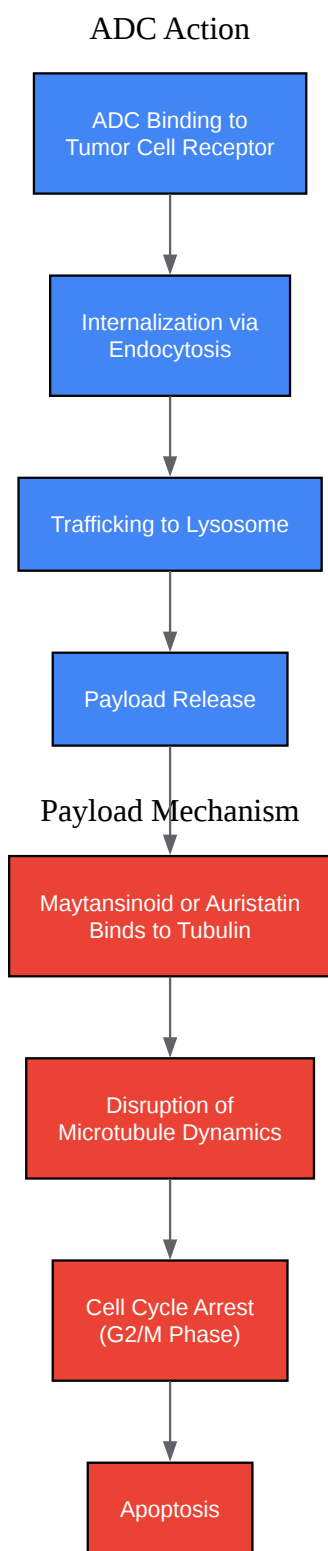 ADC Action
ADC Binding to
Tumor Cell Receptor
Internalization via
Endocytosis
Trafficking to Lysosome
Payload Release
Payload Mechanism
Maytansinoid or Auristatin
Binds to Tubulin
Disruption of
Microtubule Dynamics
Cell Cycle Arrest
(G2/M Phase)
Apoptosis